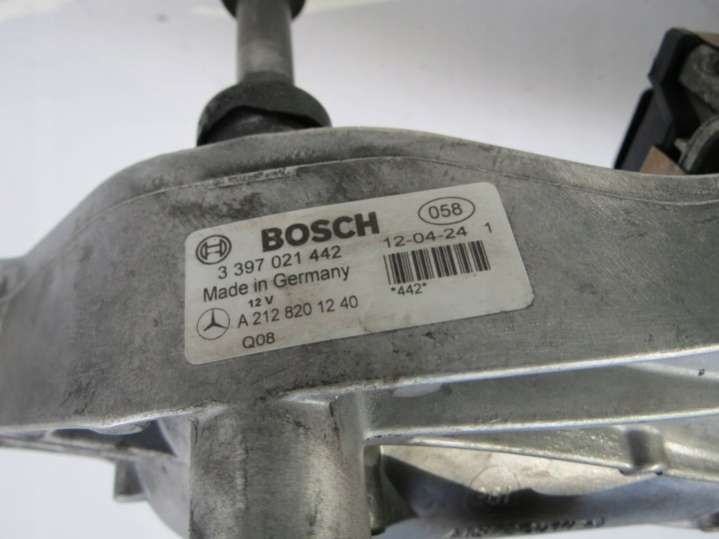 BOSCH
058
3 397 021 442
12-04-24 1
Made in Germany
*442*
12 V
A 212 820 12 40
Q08